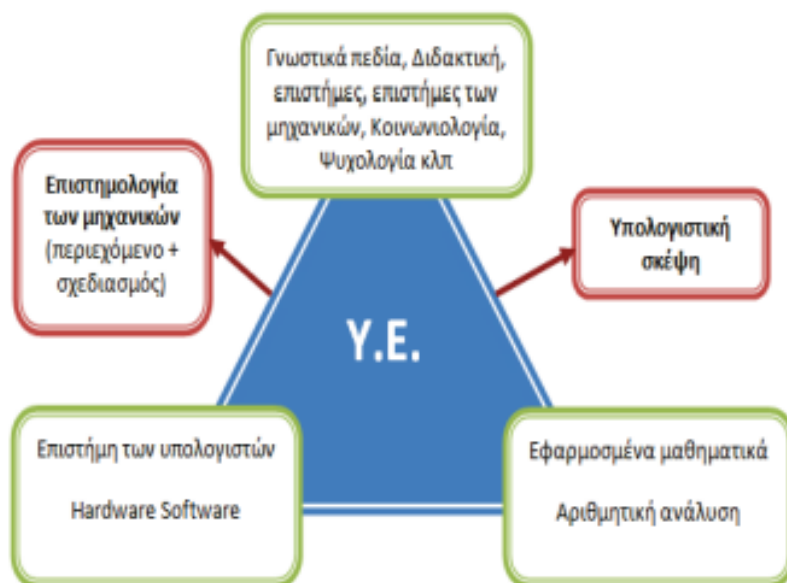 Γνωστικά πεδία, Διδακτική,
επιστήμες, επιστήμες των
μηχανικών, Κοινωνιολογία,
Ψυχολογία κλπ
Επιστημολογία
των μηχανικών
(περιεχόμενο +
σχεδιασμός)
Υπολογιστική
σκέψη
Υ.Ε.
Επιστήμη των υπολογιστών
Hardware Software
Εφαρμοσμένα μαθηματικά
Αριθμητική ανάλυση